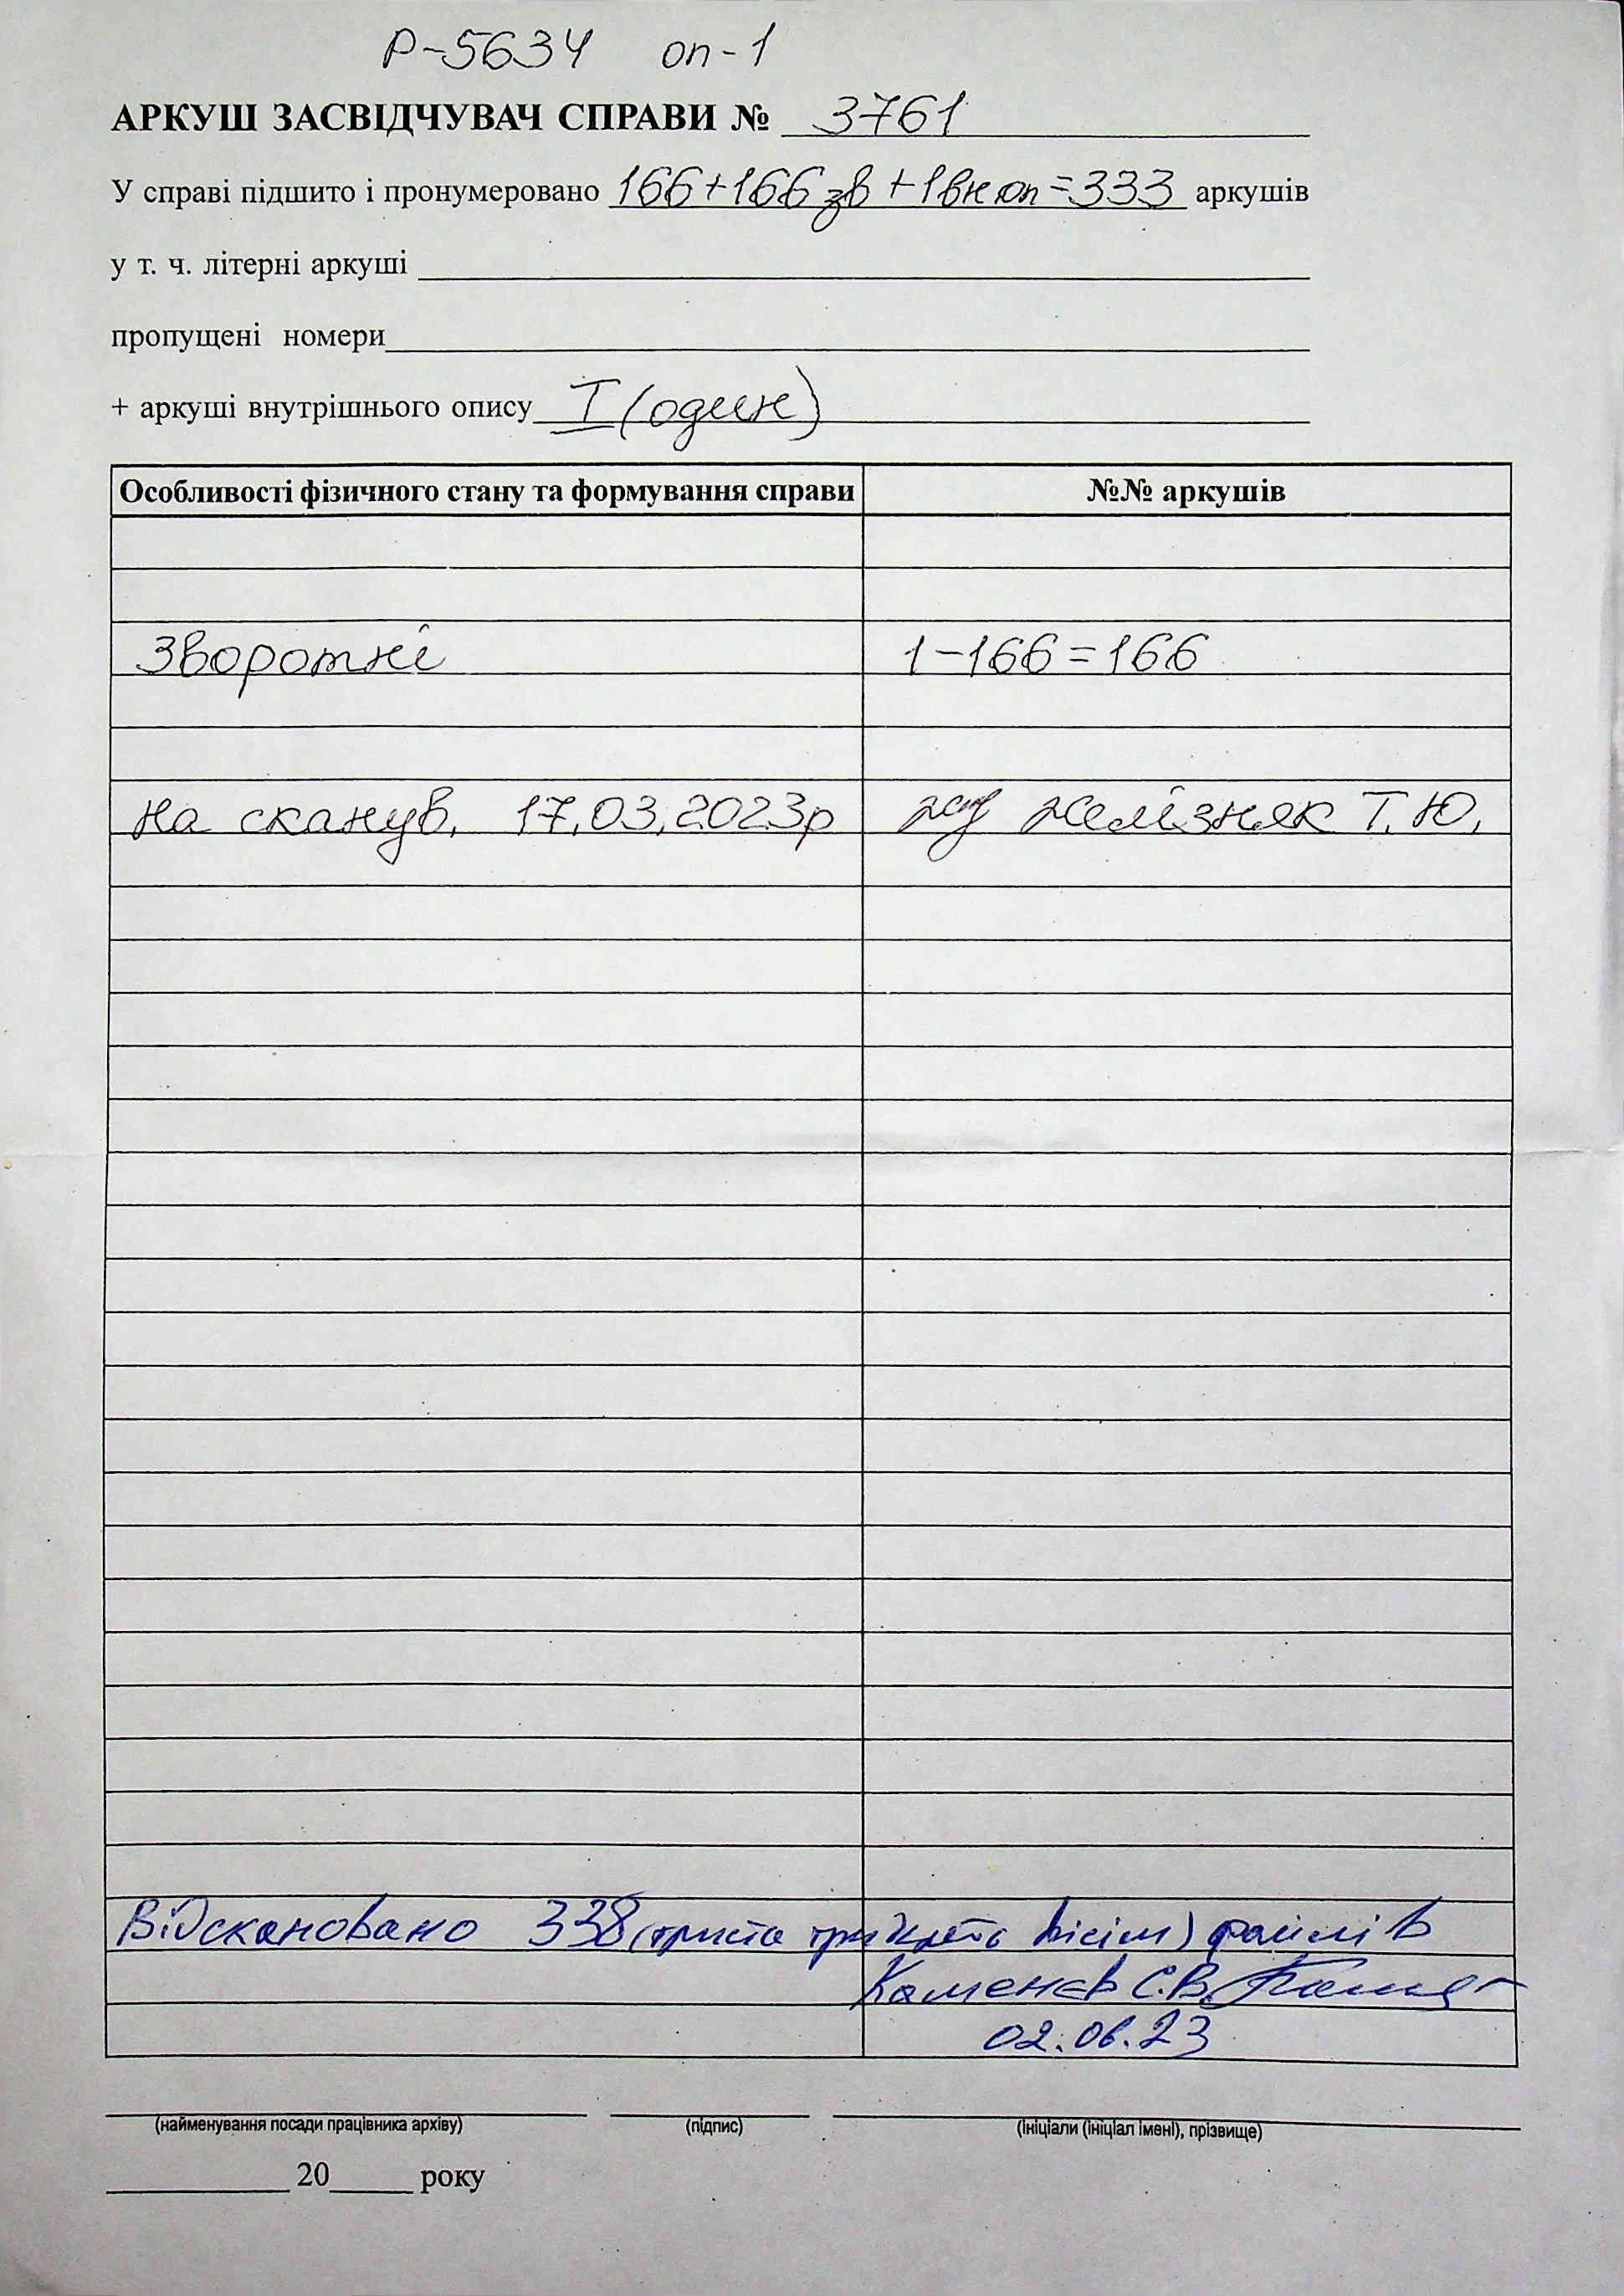 Р-5634 оп-1
АРКУШ ЗАСВІДЧУВАЧ СПРАВИ № 3761
У справі підшито і пронумеровано 166+166 зв +1 вн оп = 333 аркушів
у т. ч. літерні аркуші
пропущені номери
+ аркуші внутрішнього опису I (один)
Особливості фізичного стану та формування справи №№ аркушів
Зворотні 1-166=166
На сканув. 17.03.2023р Желізняк Т.Ю.
Відскановано 338 (триста тридцять вісім) файлів
Каменєв С.В.
02.06.23
(найменування посади працівника архіву) (підпис) (ініціали (ініціал імені), прізвище)
20 року